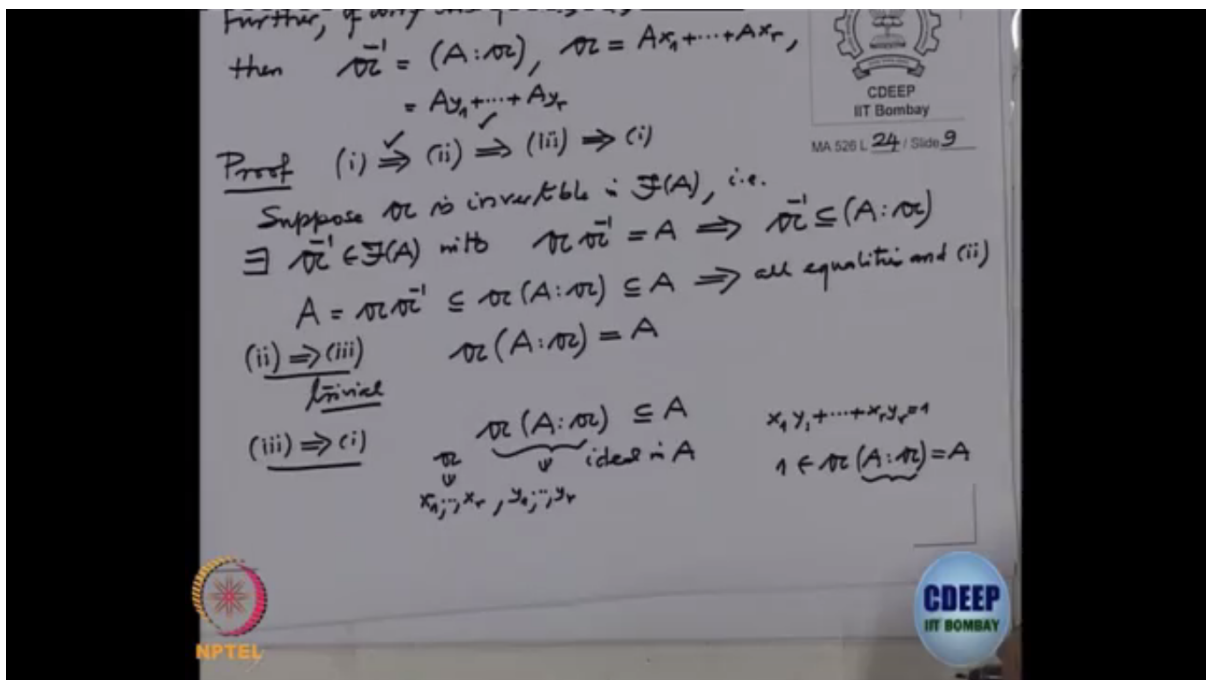 Further, if
then 𝔞⁻¹ = (A:𝔞), 𝔞 = Ax₁+···+Axᵣ,
= Ay₁+···+Ayᵣ
CDEEP
IIT Bombay
MA 526 L 24 / Slide 9
Proof (i) ⇒ (ii) ⇒ (iii) ⇒ (i)
✓ ✓
Suppose 𝔞 is invertible in 𝓕(A), i.e.
∃ 𝔞⁻¹ ∈ 𝓕(A) with 𝔞𝔞⁻¹ = A ⟹ 𝔞⁻¹ ⊆ (A:𝔞)
A = 𝔞𝔞⁻¹ ⊆ 𝔞(A:𝔞) ⊆ A ⟹ all equalities and (ii)
(ii) ⇒ (iii) 𝔞(A:𝔞) = A
trivial
(iii) ⇒ (i) 𝔞(A:𝔞) ⊆ A x₁y₁+···+xᵣyᵣ=1
𝔞 ideal in A 1 ∈ 𝔞(A:𝔞)=A
x₁,··,xᵣ, y₁,··,yᵣ
NPTEL
CDEEP
IIT BOMBAY